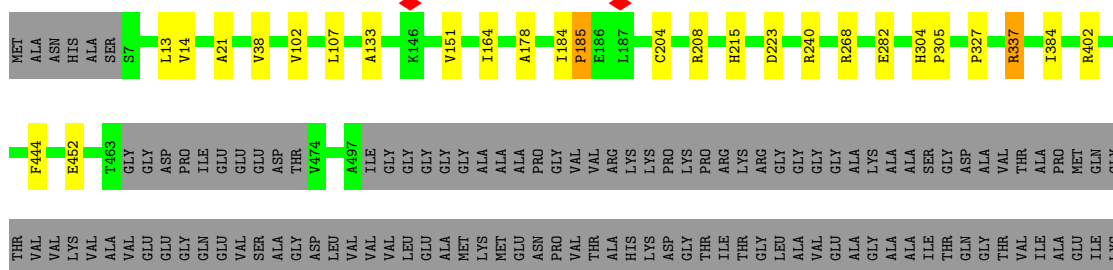 MET ALA ASN HIS ALA SER S7 L13 V14 A21 V38 V102 L107 A133 K146 V151 I164 A178 I184 P185 E186 L187 C204 R208 H215 D223 R240 R268 E282 H304 P305 P327 R337 I384 R402
F444 E452 T463 GLY GLY ASP PRO ILE GLU GLU GLU ASP THR V474 A497 ILE GLY GLY GLY GLY ALA ALA ALA PRO GLY VAL VAL ARG LYS LYS PRO LYS PRO ARG LYS ARG GLY GLY GLY GLY ALA LYS ALA ALA SER GLY ASP ALA VAL THR ALA PRO MET GLN GLY
THR VAL VAL LYS VAL ALA VAL GLU GLU GLY GLN GLU VAL SER ALA GLY ASP LEU VAL VAL VAL LEU GLU ALA MET LYS MET GLU ASN PRO VAL THR ALA HIS LYS ASP GLY THR ILE THR GLY LEU ALA VAL GLU ALA GLY ALA ALA ILE THR GLN GLY THR VAL ILE ALA GLU ILE